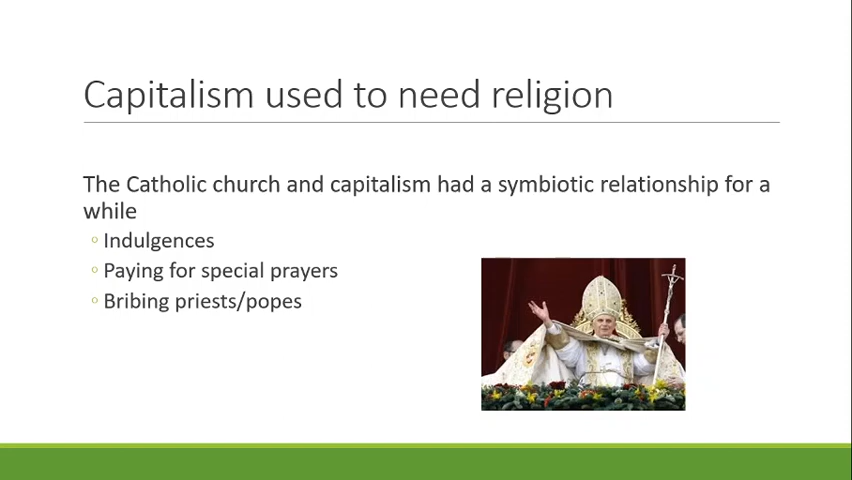 Capitalism used to need religion
The Catholic church and capitalism had a symbiotic relationship for a
while
◦ Indulgences
◦ Paying for special prayers
◦ Bribing priests/popes